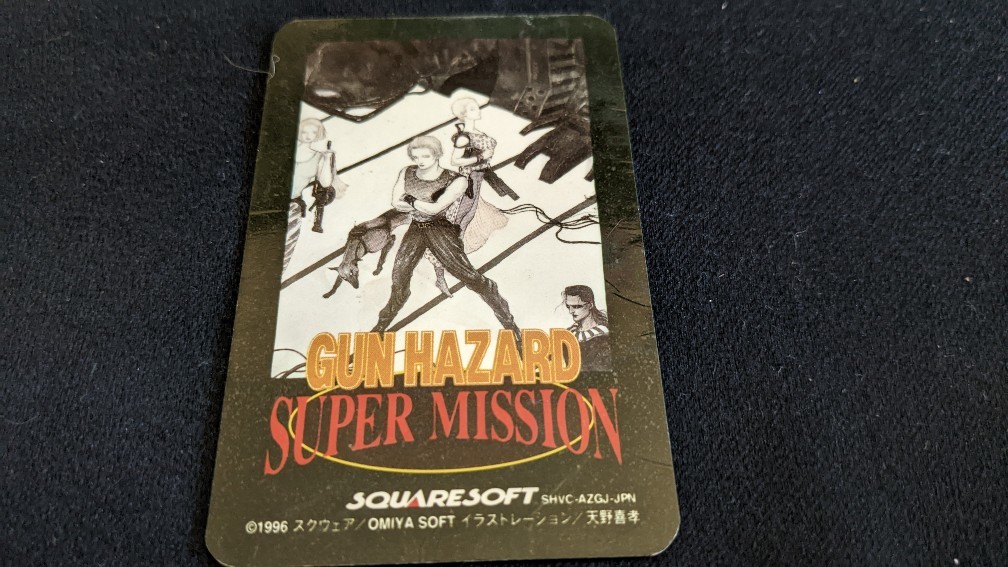 GUN HAZARD
SUPER MISSION
SQUARESOFT SHVC-AZGJ-JPN
©1996 スクウェア/OMIYA SOFT イラストレーション/天野喜孝